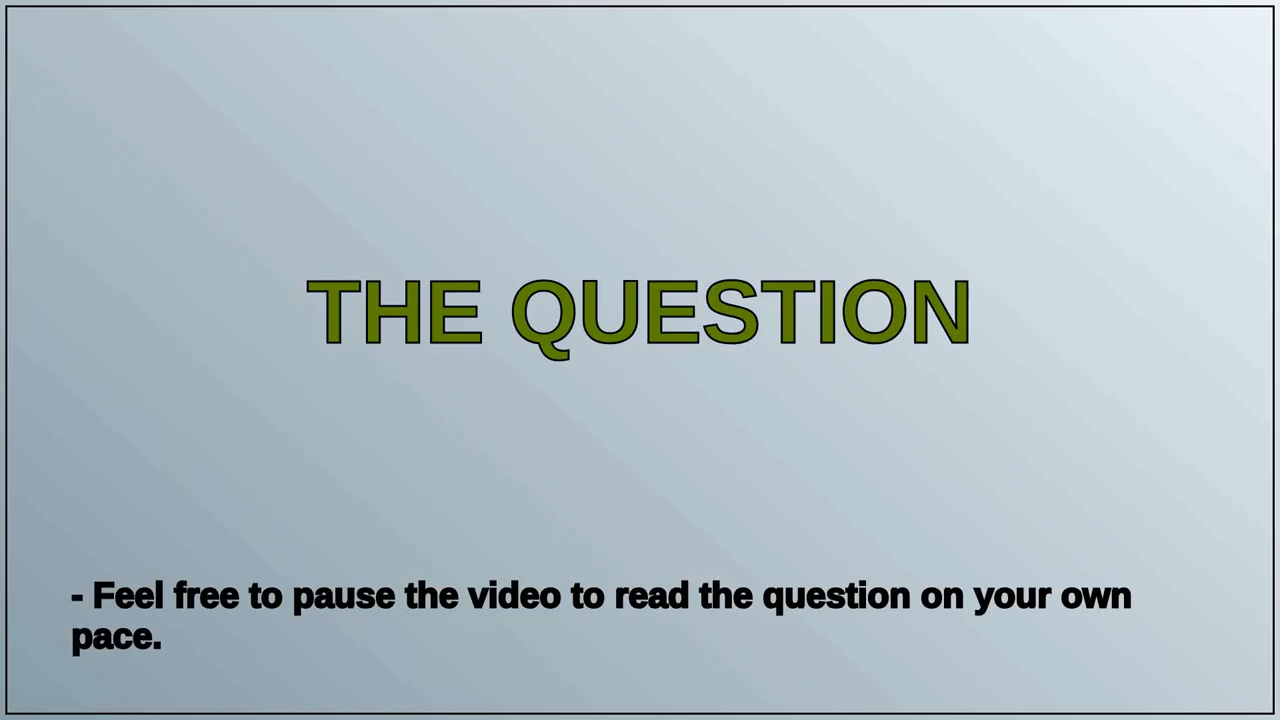 THE QUESTION
- Feel free to pause the video to read the question on your own
pace.